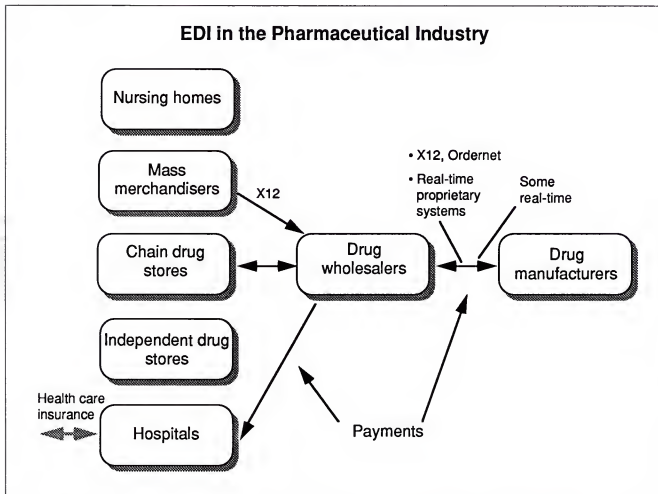 EDI in the Pharmaceutical Industry
Nursing homes
Mass
merchandisers
X12
• X12, Ordernet
• Real-time
proprietary
systems
Some
real-time
Chain drug
stores
Drug
wholesalers
Drug
manufacturers
Independent drug
stores
Health care
insurance
Hospitals
Payments